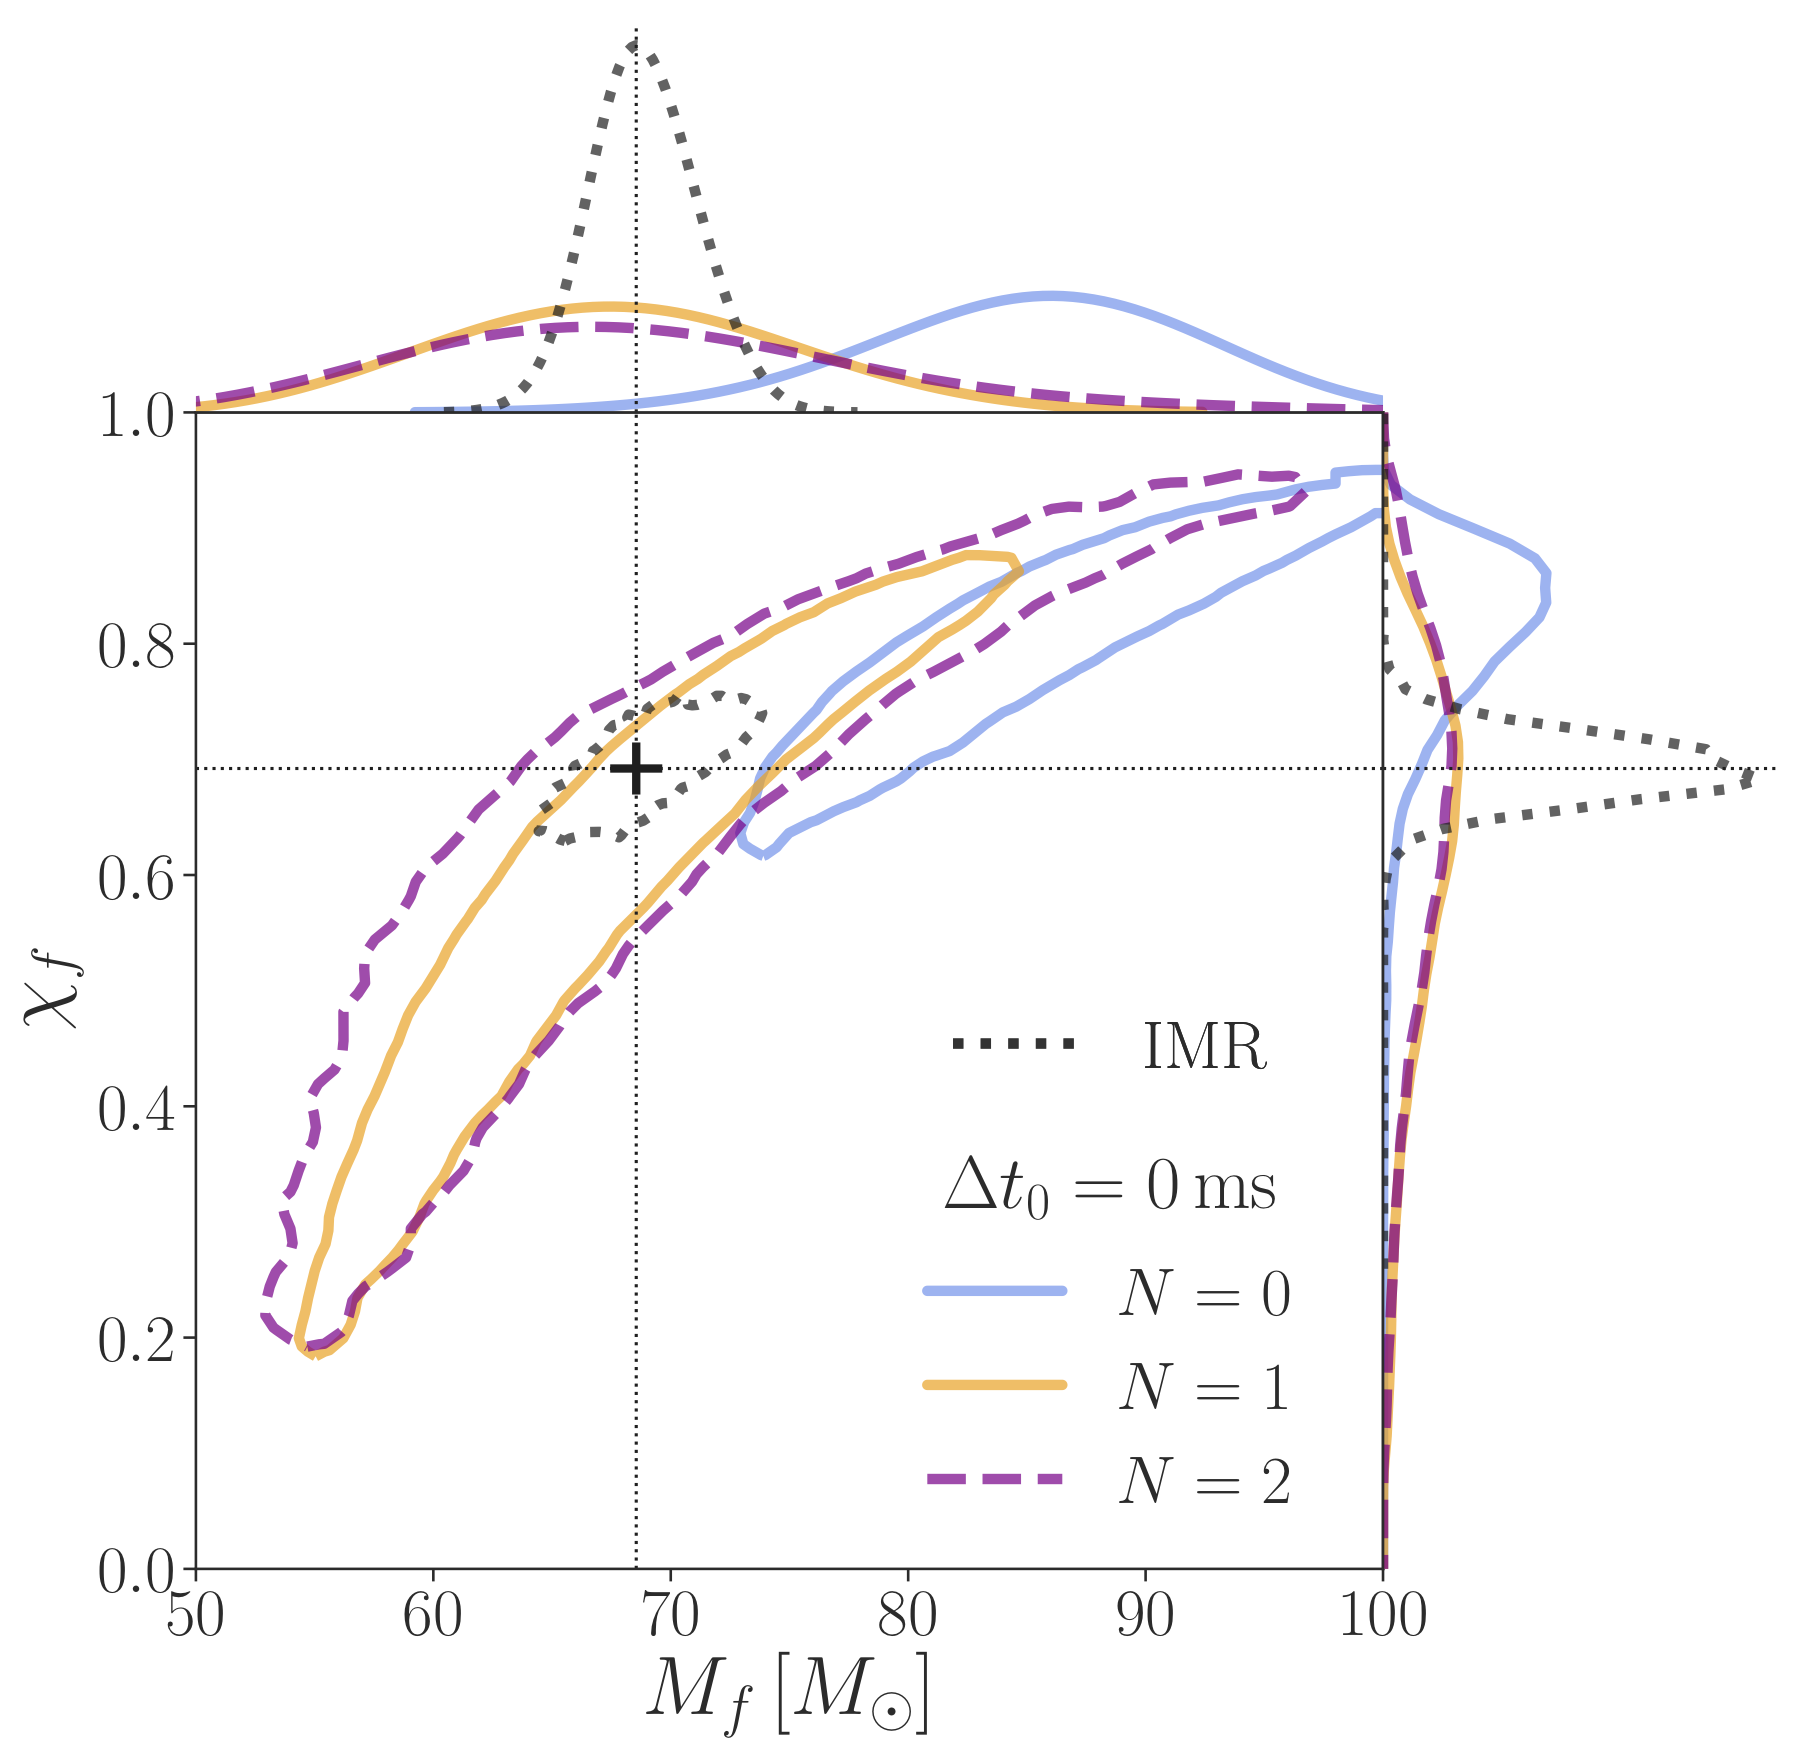 1.0
0.8
0.6
0.4
0.2
0.0
χ_f
50 60 70 80 90 100
M_f [M_⊙]
IMR
Δt_0 = 0 ms
N = 0
N = 1
N = 2